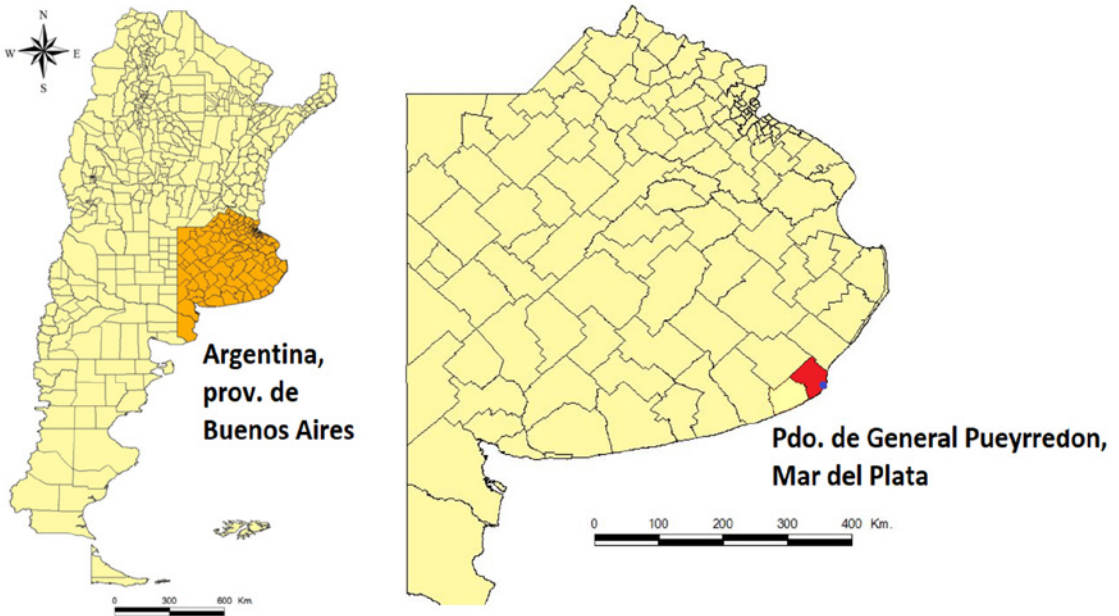 N
W E
S
Argentina,
prov. de
Buenos Aires
0 300 600 Km.
Pdo. de General Pueyrredon,
Mar del Plata
0 100 200 300 400 Km.